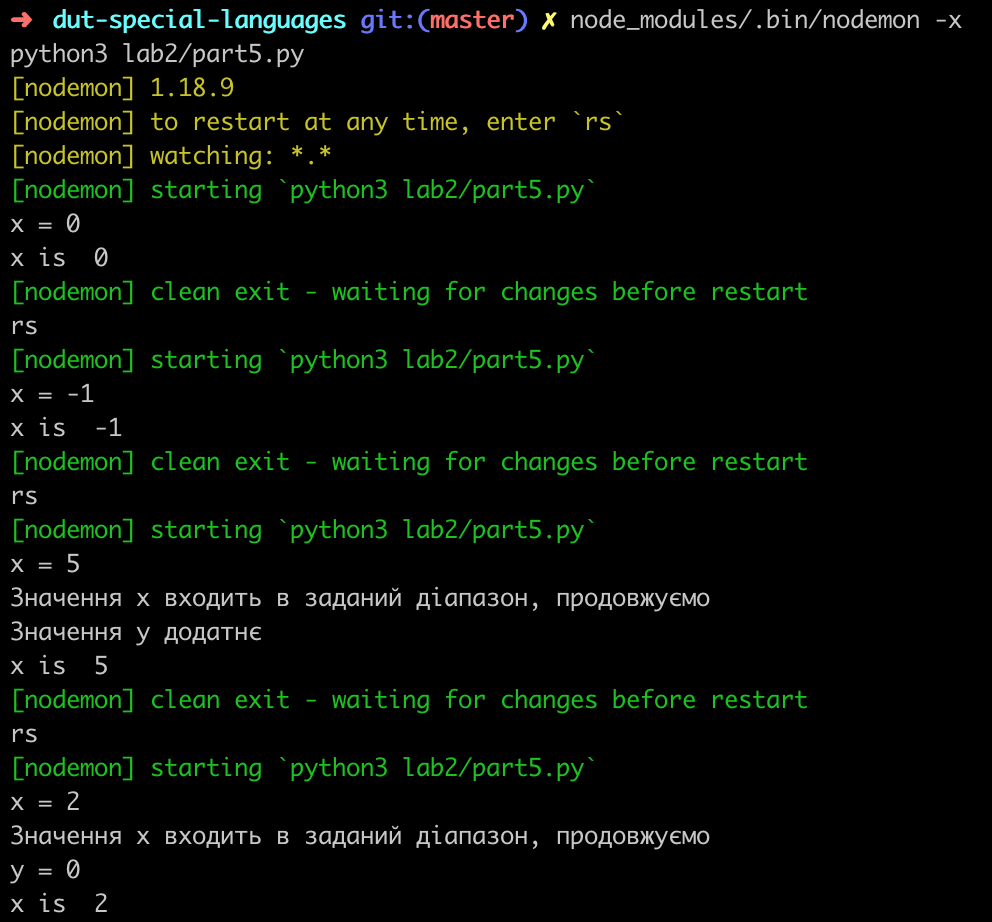 ➜  dut-special-languages git:(master) ✗ node_modules/.bin/nodemon -x
python3 lab2/part5.py
[nodemon] 1.18.9
[nodemon] to restart at any time, enter `rs`
[nodemon] watching: *.*
[nodemon] starting `python3 lab2/part5.py`
x = 0
x is  0
[nodemon] clean exit - waiting for changes before restart
rs
[nodemon] starting `python3 lab2/part5.py`
x = -1
x is  -1
[nodemon] clean exit - waiting for changes before restart
rs
[nodemon] starting `python3 lab2/part5.py`
x = 5
Значення x входить в заданий діапазон, продовжуємо
Значення y додатнє
x is  5
[nodemon] clean exit - waiting for changes before restart
rs
[nodemon] starting `python3 lab2/part5.py`
x = 2
Значення x входить в заданий діапазон, продовжуємо
y = 0
x is  2